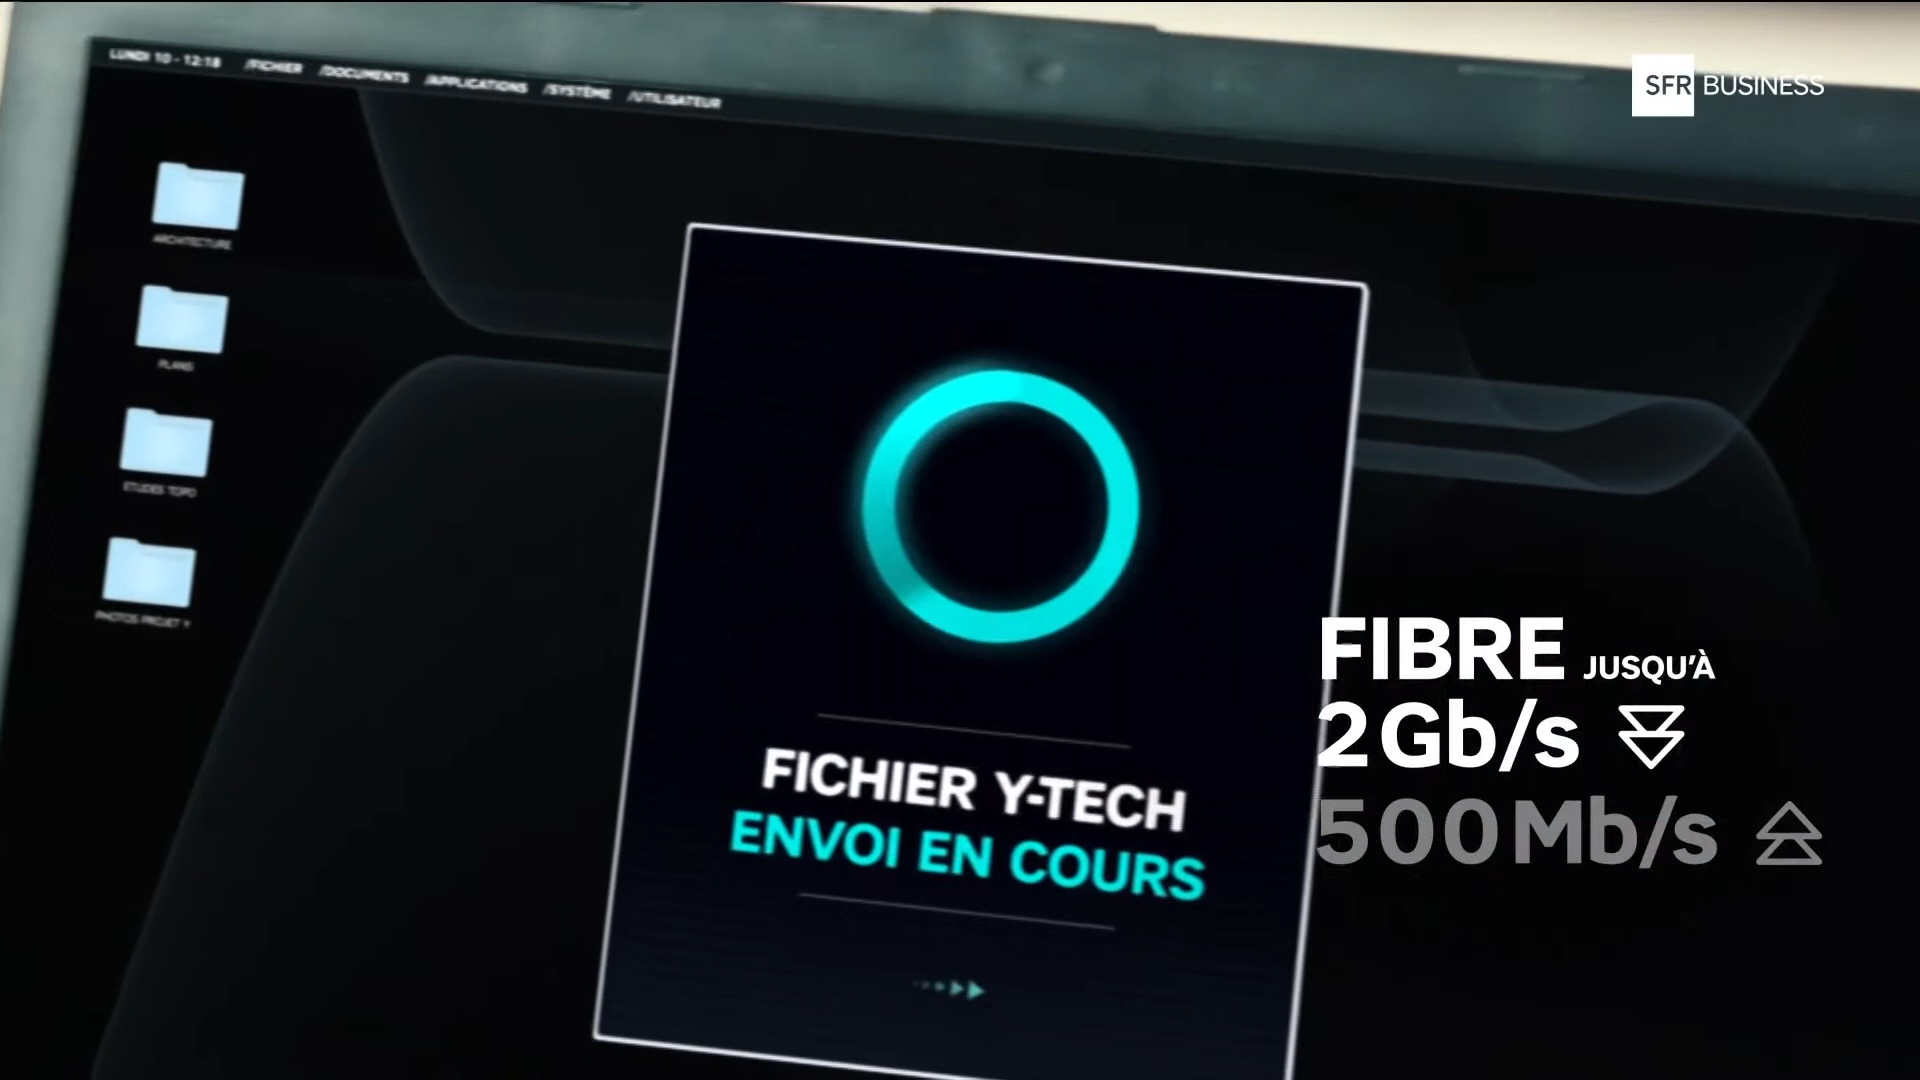 LUNDI 10 - 12:18 /FICHIER /DOCUMENTS /APPLICATIONS /SYSTÈME /UTILISATEUR
SFR BUSINESS
ARCHITECTURE
PLANS
ETUDES TOPO
PHOTOS PROJET Y
FICHIER Y-TECH
ENVOI EN COURS
FIBRE JUSQU'À
2Gb/s
500Mb/s